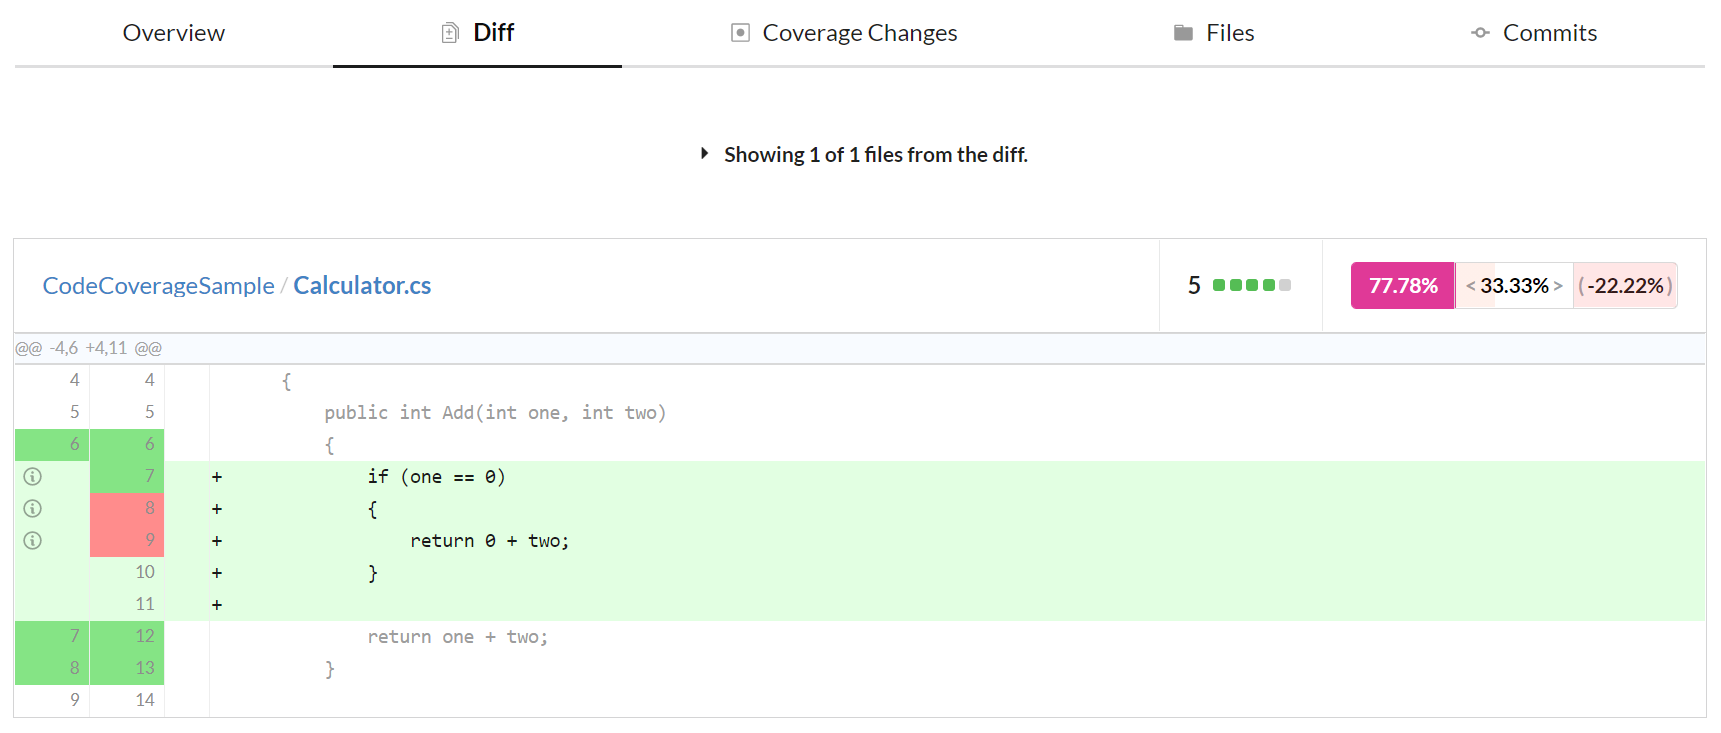 Overview Diff Coverage Changes Files Commits
Showing 1 of 1 files from the diff.
CodeCoverageSample / Calculator.cs 5 77.78% < 33.33% > ( -22.22% )
@@ -4,6 +4,11 @@
4 4 {
5 5 public int Add(int one, int two)
6 6 {
7 + if (one == 0)
8 + {
9 + return 0 + two;
10 + }
11 +
7 12 return one + two;
8 13 }
9 14